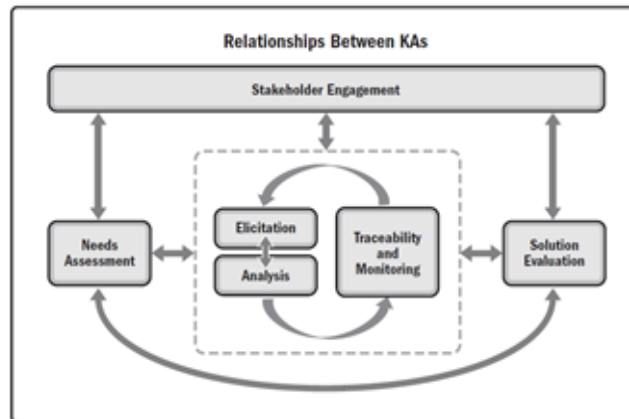 Relationships Between KAs
Stakeholder Engagement
Needs
Assessment
Elicitation
Analysis
Traceability
and
Monitoring
Solution
Evaluation